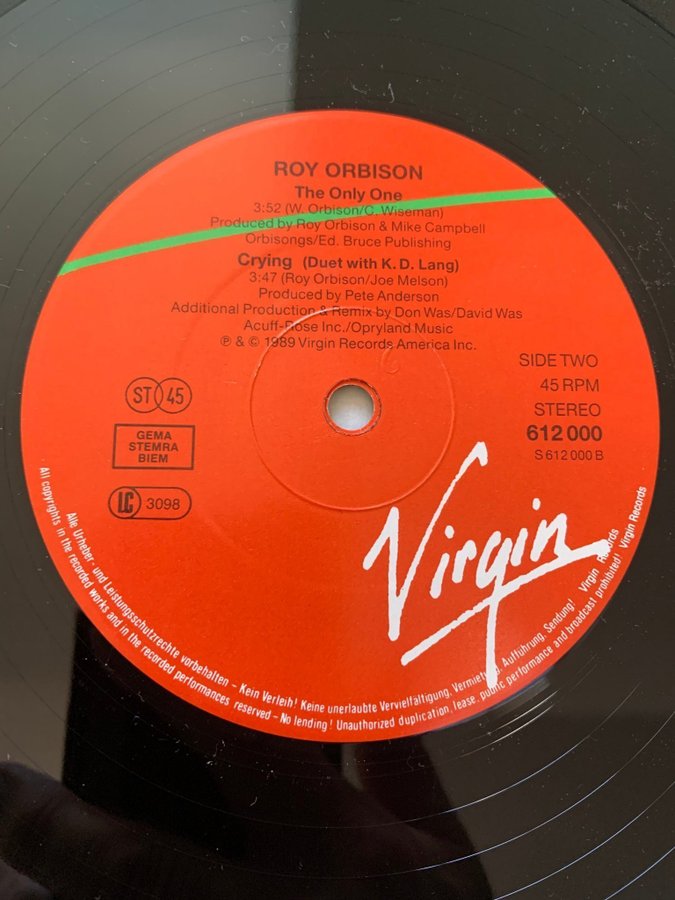 ROY ORBISON
The Only One
3:52 (W. Orbison/C. Wiseman)
Produced by Roy Orbison & Mike Campbell
Orbisongs/Ed. Bruce Publishing
Crying (Duet with K. D. Lang)
3:47 (Roy Orbison/Joe Melson)
Produced by Pete Anderson
Additional Production & Remix by Don Was/David Was
Acuff-Rose Inc./Opryland Music
℗ & © 1989 Virgin Records America Inc.
SIDE TWO
45 RPM
STEREO
612 000
S 612 000 B
ST 45
GEMA
STEMRA
BIEM
LC 3098
Virgin
Alle Urheber- und Leistungsschutzrechte vorbehalten – Kein Verleih! Keine unerlaubte Vervielfältigung, Vermietung, Aufführung, Sendung! Virgin Records
All copyrights in the recorded works and in the recorded performances reserved – No lending! Unauthorized duplication, lease, public performance and broadcast prohibited! Virgin Records